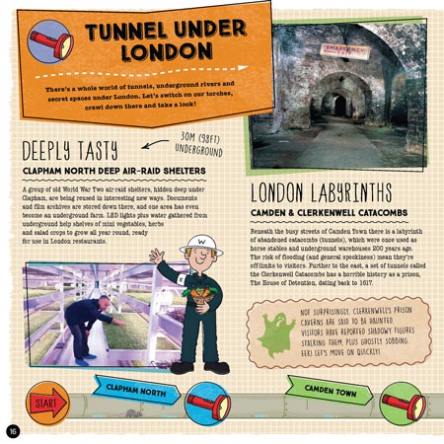 TUNNEL UNDER
LONDON
There's a whole world of tunnels, underground rivers and
secret spaces under London. Let's switch on our torches,
crawl down there and take a look!
DEEPLY TASTY
30M (98FT)
UNDERGROUND
CLAPHAM NORTH DEEP AIR-RAID SHELTERS
A group of old World War Two air-raid shelters, hidden deep under
Clapham, are being reused in interesting new ways. Documents
and film archives are stored down there, and one area has even
become an underground farm. LED lights plus water gathered from
underground help shelves of mini vegetables, herbs
and salad crops to grow all year round, ready
for use in London restaurants.
W
LONDON LABYRINTHS
CAMDEN & CLERKENWELL CATACOMBS
Beneath the busy streets of Camden Town there is a labyrinth
of abandoned catacombs (tunnels), which were once used as
horse stables and underground warehouses 200 years ago.
The risk of flooding (and general spookiness) mean they're
off-limits to visitors. Further to the east, a set of tunnels called
the Clerkenwell Catacombs has a horrible history as a prison,
The House of Detention, dating back to 1617.
NOT SURPRISINGLY, CLERKENWELL'S PRISON
CAVERNS ARE SAID TO BE HAUNTED.
VISITORS HAVE REPORTED SHADOWY FIGURES
STALKING THEM, PLUS GHOSTLY SOBBING.
EEK! LET'S MOVE ON QUICKLY!
START
CLAPHAM NORTH
CAMDEN TOWN
16